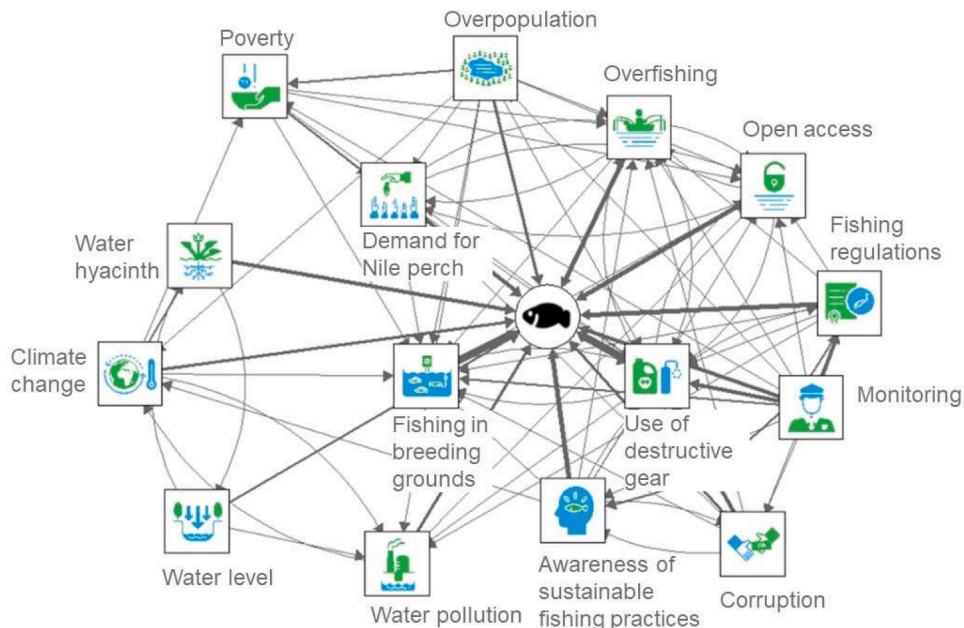 Overpopulation
Poverty
Overfishing
Open access
Water
hyacinth
Demand for
Nile perch
Fishing
regulations
Climate
change
Monitoring
Fishing in
breeding
grounds
Use of
destructive
gear
Water level
Water pollution
Awareness of
sustainable
fishing practices
Corruption